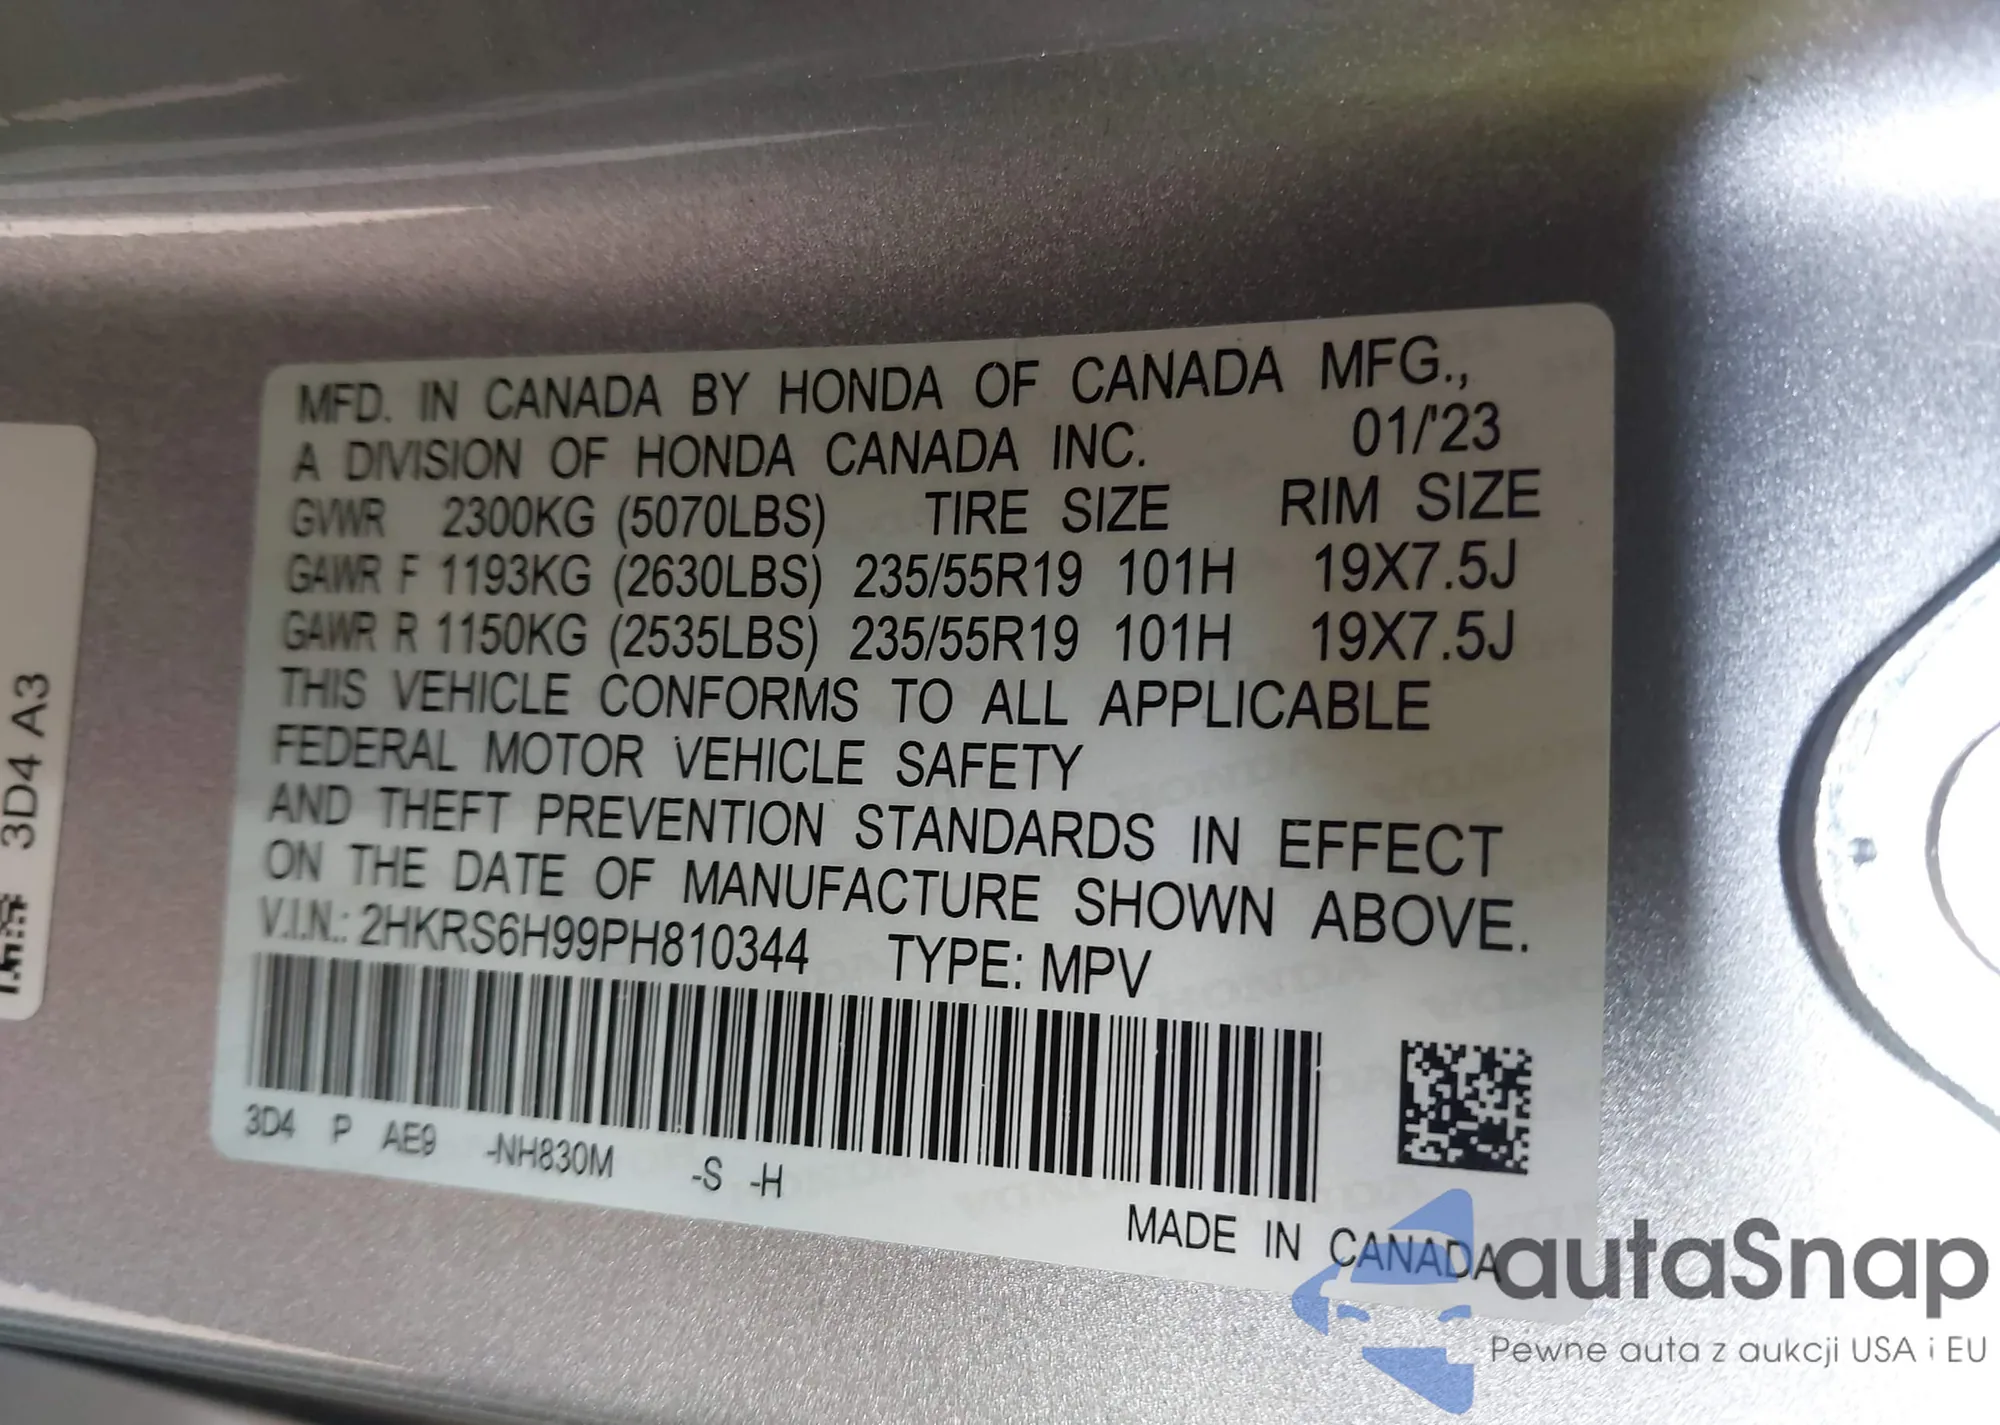 MFD. IN CANADA BY HONDA OF CANADA MFG.,
A DIVISION OF HONDA CANADA INC. 01/'23
GVWR 2300KG (5070LBS) TIRE SIZE RIM SIZE
GAWR F 1193KG (2630LBS) 235/55R19 101H 19X7.5J
GAWR R 1150KG (2535LBS) 235/55R19 101H 19X7.5J
THIS VEHICLE CONFORMS TO ALL APPLICABLE
FEDERAL MOTOR VEHICLE SAFETY
AND THEFT PREVENTION STANDARDS IN EFFECT
ON THE DATE OF MANUFACTURE SHOWN ABOVE.
V.I.N.: 2HKRS6H99PH810344 TYPE: MPV
3D4 P AE9 -NH830M -S -H
MADE IN CANADA
3D4 A3
autaSnap
Pewne auta z aukcji USA i EU